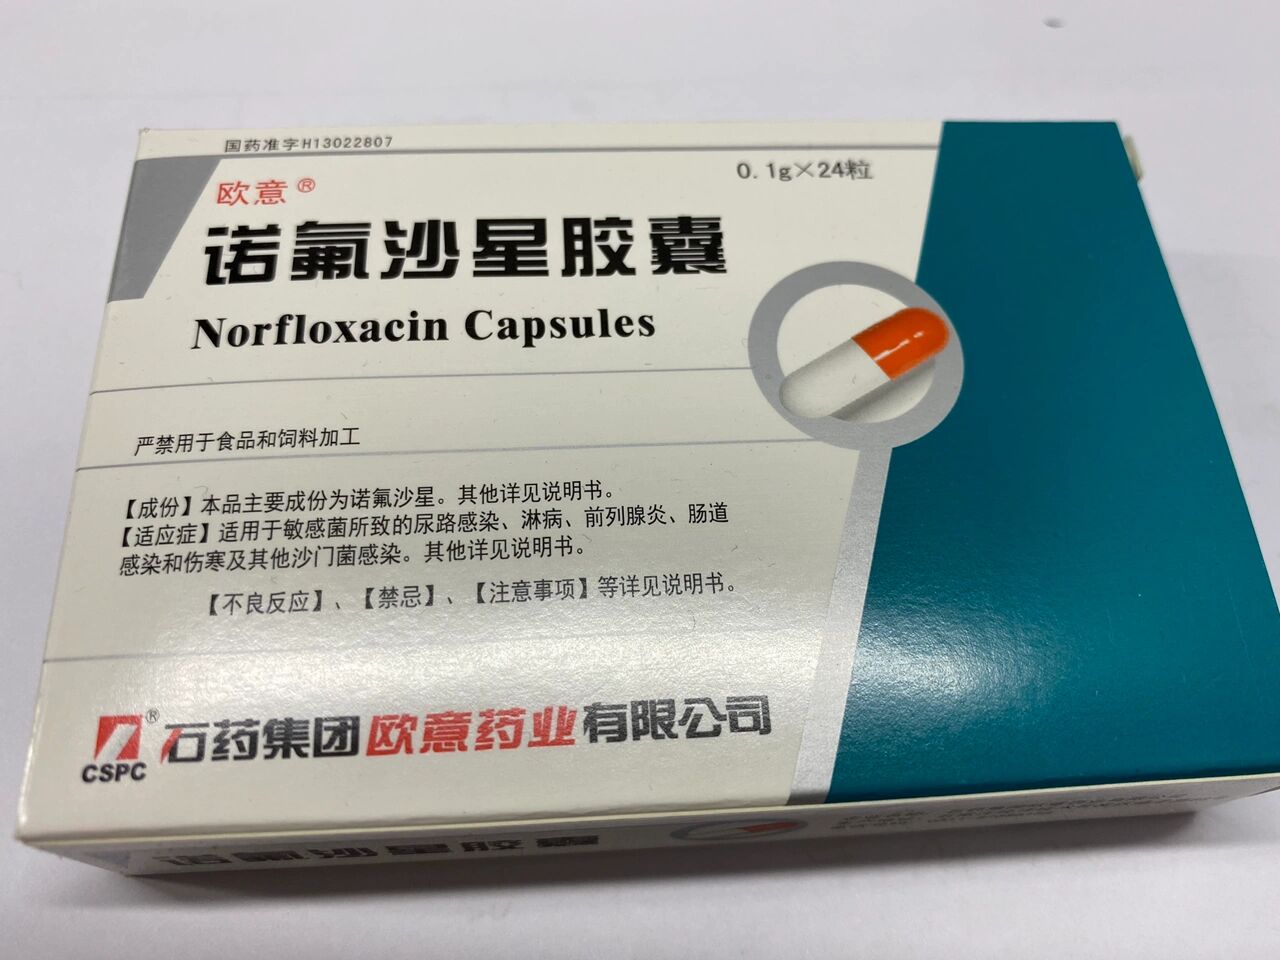 国药准字H13022807
0.1g×24粒
欧意®
诺氟沙星胶囊
Norfloxacin Capsules
严禁用于食品和饲料加工
【成份】本品主要成份为诺氟沙星。其他详见说明书。
【适应症】适用于敏感菌所致的尿路感染、淋病、前列腺炎、肠道
感染和伤寒及其他沙门菌感染。其他详见说明书。
【不良反应】、【禁忌】、【注意事项】等详见说明书。
®
CSPC
石药集团欧意药业有限公司
诺氟沙星胶囊